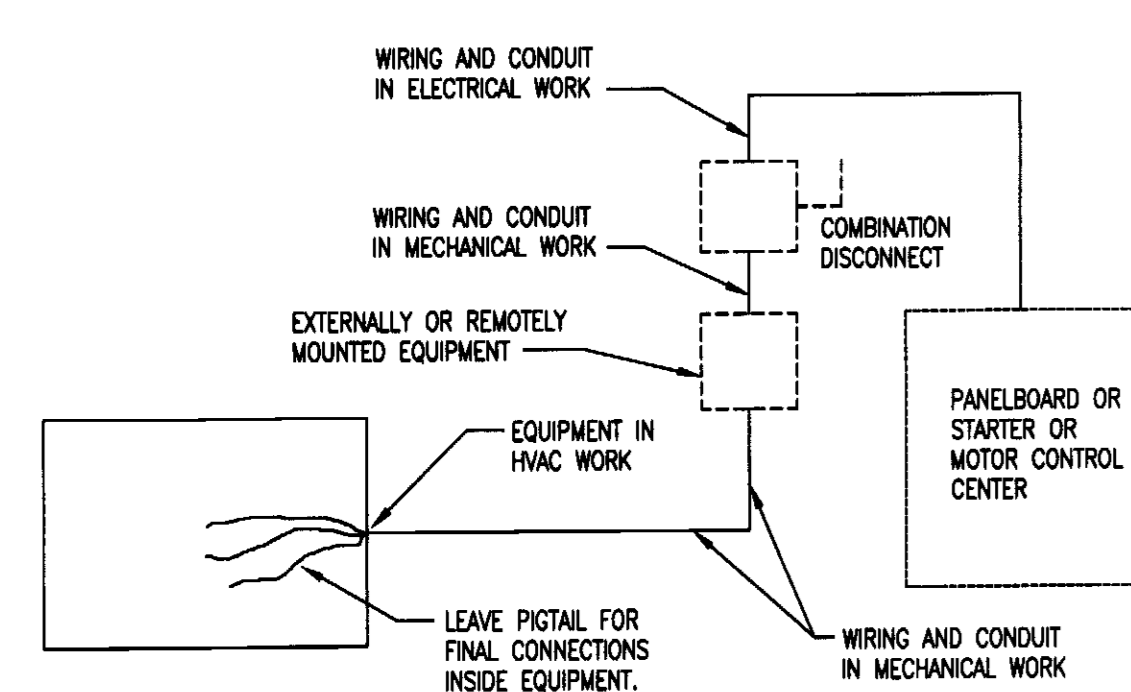 WIRING AND CONDUIT
IN ELECTRICAL WORK
WIRING AND CONDUIT
IN MECHANICAL WORK
COMBINATION
DISCONNECT
EXTERNALLY OR REMOTELY
MOUNTED EQUIPMENT
PANELBOARD OR
STARTER OR
MOTOR CONTROL
CENTER
EQUIPMENT IN
HVAC WORK
LEAVE PIGTAIL FOR
FINAL CONNECTIONS
INSIDE EQUIPMENT.
WIRING AND CONDUIT
IN MECHANICAL WORK